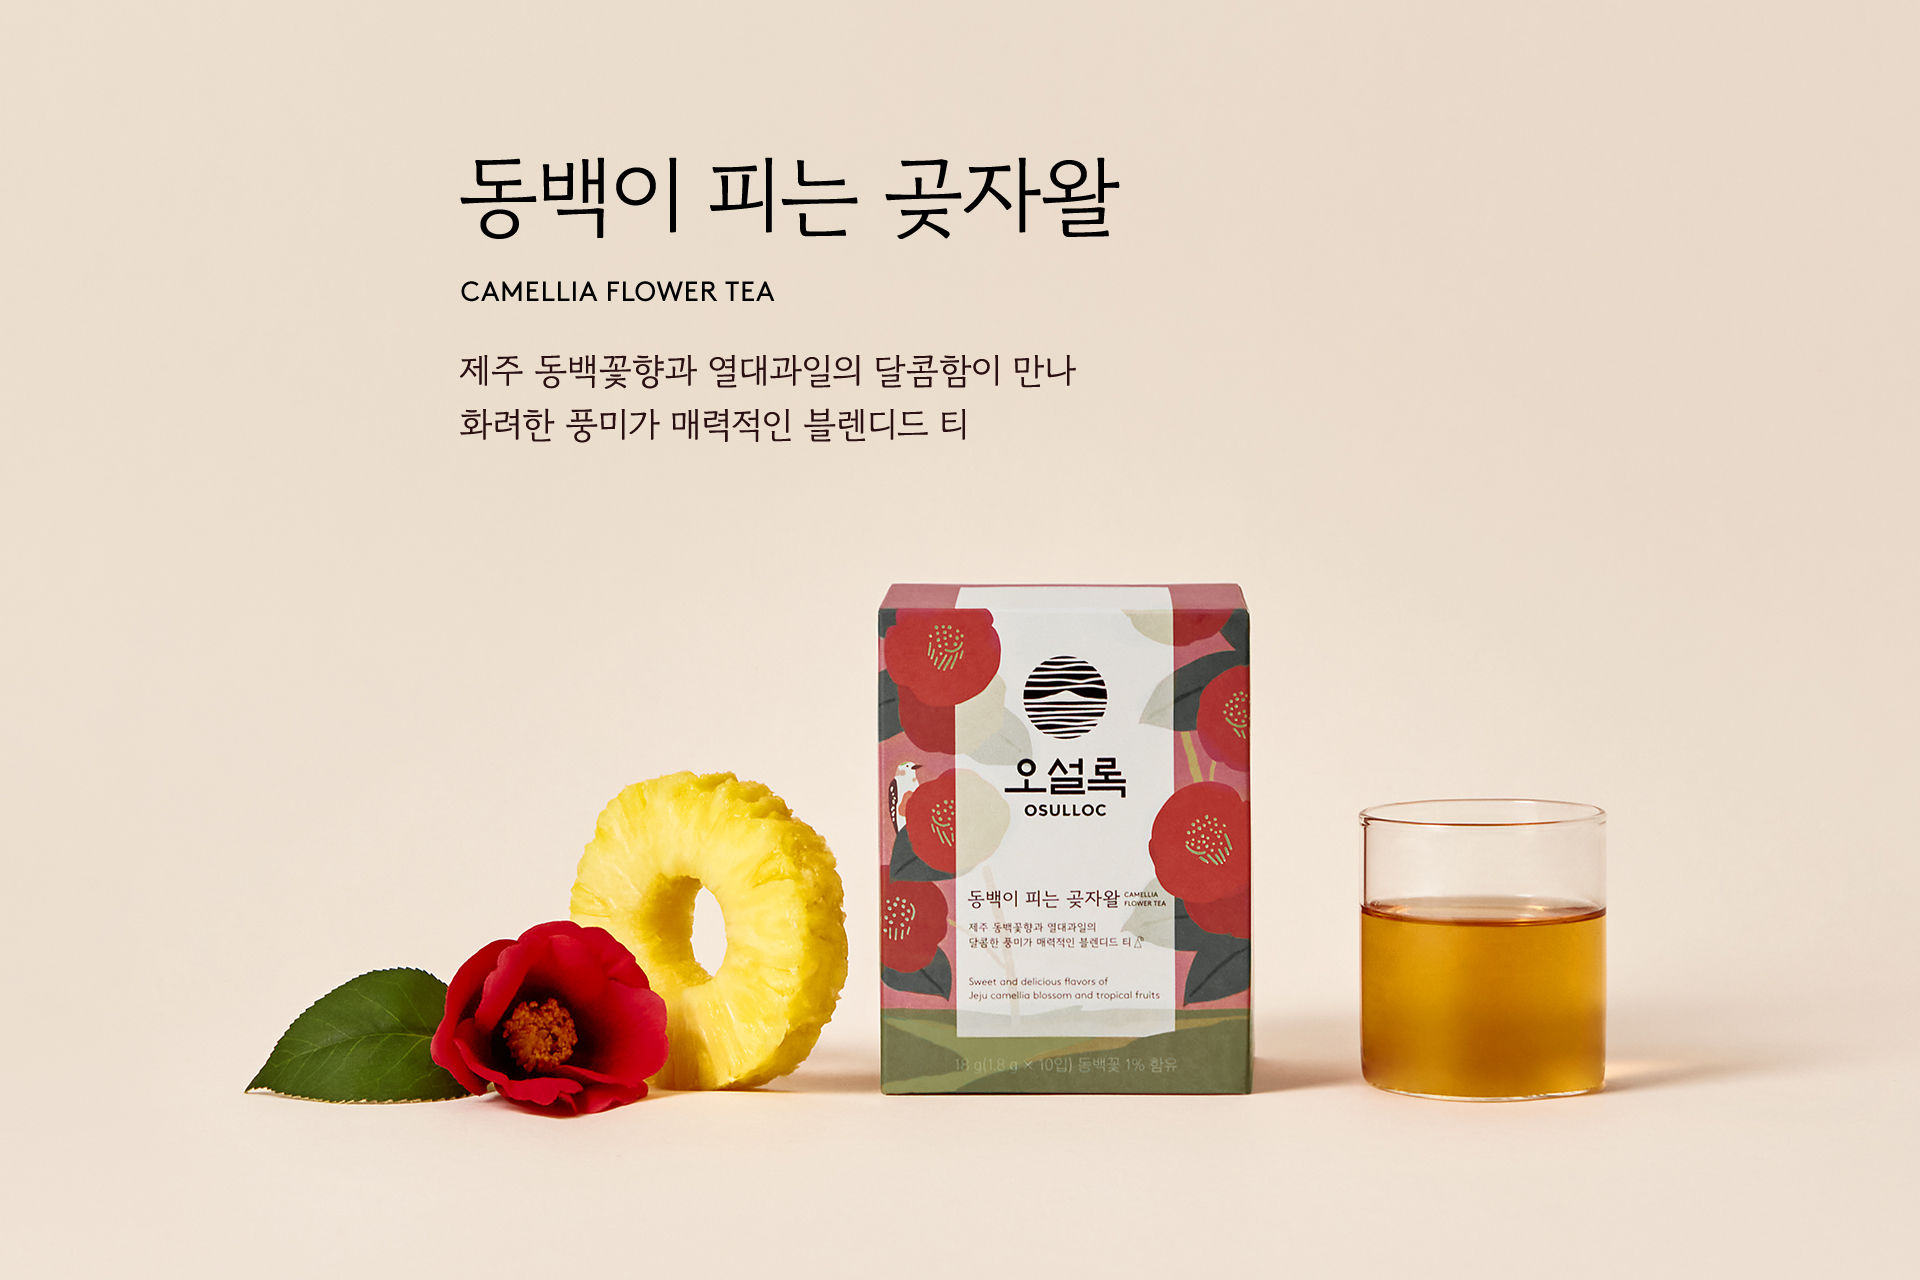 동백이 피는 곶자왈
CAMELLIA FLOWER TEA
제주 동백꽃향과 열대과일의 달콤함이 만나
화려한 풍미가 매력적인 블렌디드 티
오설록
OSULLOC
동백이 피는 곶자왈 CAMELLIA
FLOWER TEA
제주 동백꽃향과 열대과일의
달콤한 풍미가 매력적인 블렌디드 티
Sweet and delicious flavors of
Jeju camellia blossom and tropical fruits
18 g(1.8 g × 10입) 동백꽃 1% 함유